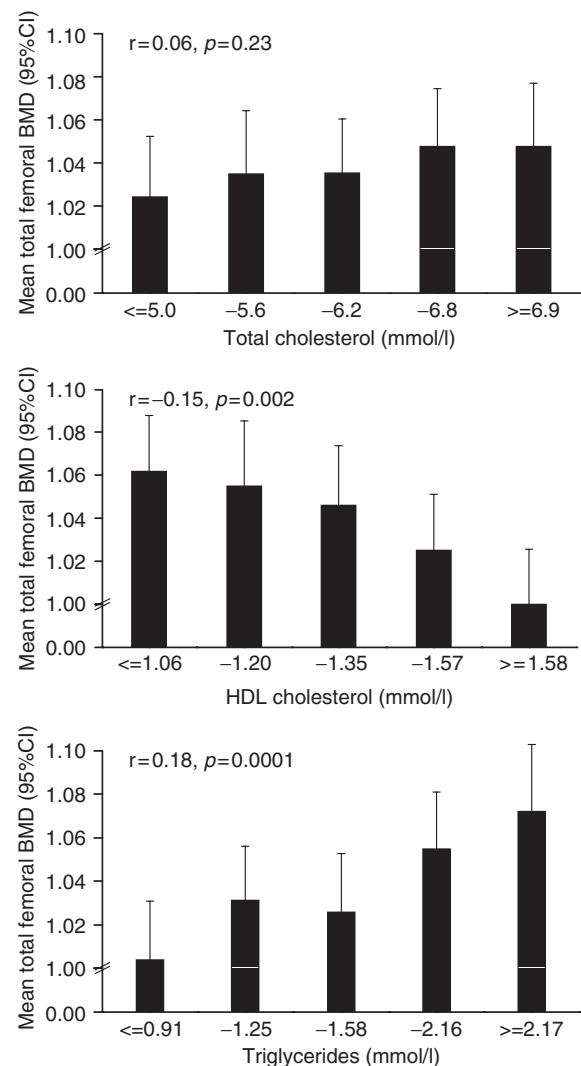 Mean total femoral BMD (95%CI)
1.10
r=0.06, p=0.23
1.08
1.06
1.04
1.02
1.00
0.00
<=5.0 −5.6 −6.2 −6.8 >=6.9
Total cholesterol (mmol/l)
Mean total femoral BMD (95%CI)
1.10
r=−0.15, p=0.002
1.08
1.06
1.04
1.02
1.00
0.00
<=1.06 −1.20 −1.35 −1.57 >=1.58
HDL cholesterol (mmol/l)
Mean total femoral BMD (95%CI)
1.10
r=0.18, p=0.0001
1.08
1.06
1.04
1.02
1.00
0.00
<=0.91 −1.25 −1.58 −2.16 >=2.17
Triglycerides (mmol/l)